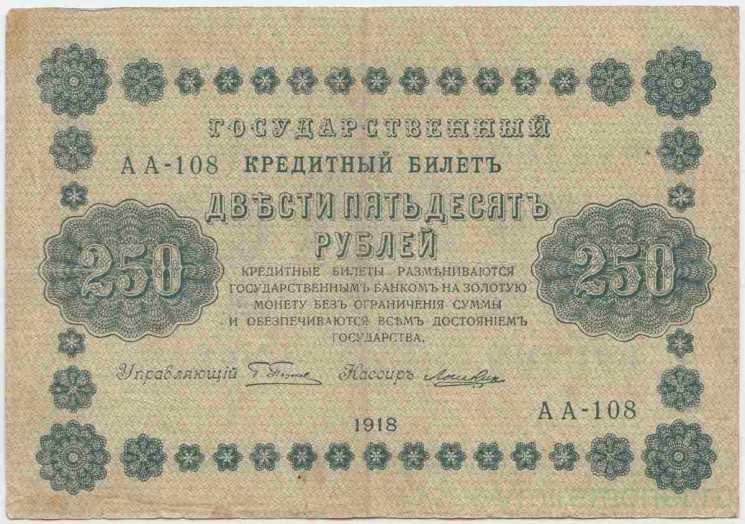 ГОСУДАРСТВЕННЫЙ
АА-108 КРЕДИТНЫЙ БИЛЕТЪ
ДВѢСТИ ПЯТЬДЕСЯТЪ
РУБЛЕЙ
250
250
КРЕДИТНЫЕ БИЛЕТЫ РАЗМѢНИВАЮТСЯ
ГОСУДАРСТВЕННЫМЪ БАНКОМЪ НА ЗОЛОТУЮ
МОНЕТУ БЕЗЪ ОГРАНИЧЕНІЯ СУММЫ
И ОБЕЗПЕЧИВАЮТСЯ ВСѢМЪ ДОСТОЯНІЕМЪ
ГОСУДАРСТВА.
Управляющій Кассиръ
АА-108
1918